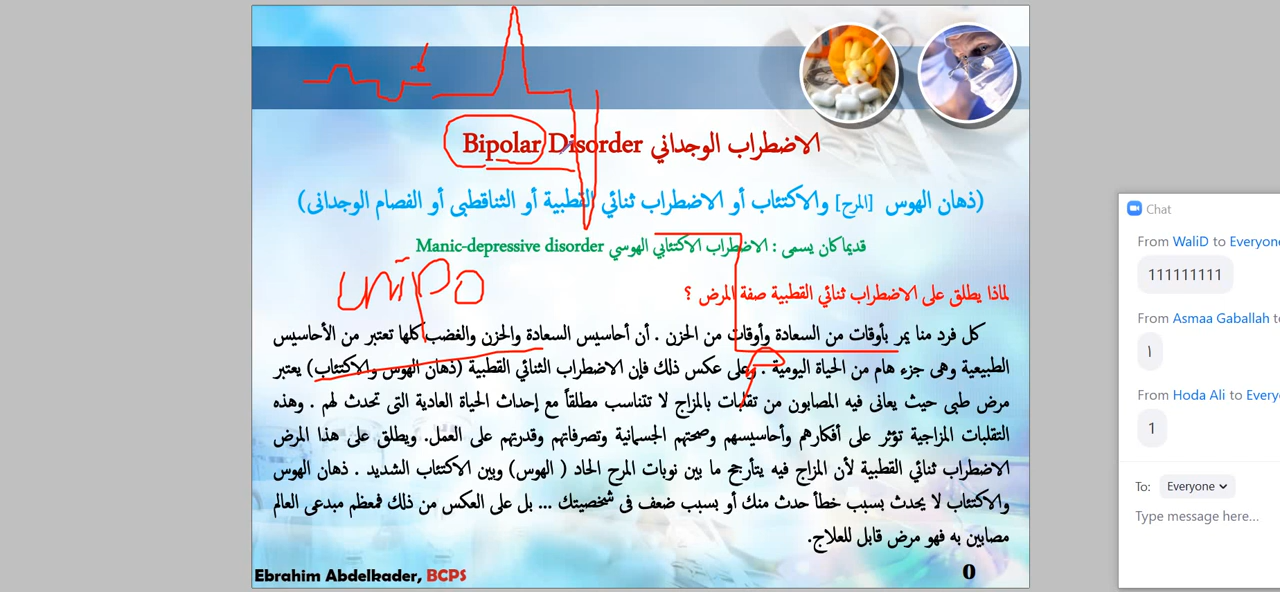 الاضطراب الوجداني Bipolar Disorder
(ذهان الهوس [المرح] والاكتئاب أو الاضطراب ثنائي القطبية أو الثناقطبى أو الفصام الوجدانى)
قديما كان يسمى : الاضطراب الاكتئابي الهوسي Manic-depressive disorder
unipo
لماذا يطلق على الاضطراب ثنائي القطبية صفة المرض ؟
كل فرد منا يمر بأوقات من السعادة وأوقات من الحزن . أن أحاسيس السعادة والحزن والغضب كلها تعتبر من الأحاسيس
الطبيعية وهى جزء هام من الحياة اليومية . وعلى عكس ذلك فإن الاضطراب الثنائي القطبية (ذهان الهوس والاكتئاب) يعتبر
مرض طبى حيث يعانى فيه المصابون من تقلبات بالمزاج لا تتناسب مطلقاً مع إحداث الحياة العادية التى تحدث لهم . وهذه
التقلبات المزاجية تؤثر على أفكارهم وأحاسيسهم وصحتهم الجسمانية وتصرفاتهم وقدرتهم على العمل. ويطلق على هذا المرض
الاضطراب ثنائي القطبية لأن المزاج فيه يتأرجح ما بين نوبات المرح الحاد ( الهوس) وبين الاكتئاب الشديد . ذهان الهوس
والاكتئاب لا يحدث بسبب خطأ حدث منك أو بسبب ضعف فى شخصيتك ... بل على العكس من ذلك فمعظم مبدعى العالم
مصابين به فهو مرض قابل للعلاج.
Ebrahim Abdelkader, BCPS
0
Chat
From WaliD to Everyone
111111111
From Asmaa Gaballah to
١
From Hoda Ali to Every
1
To: Everyone
Type message here...